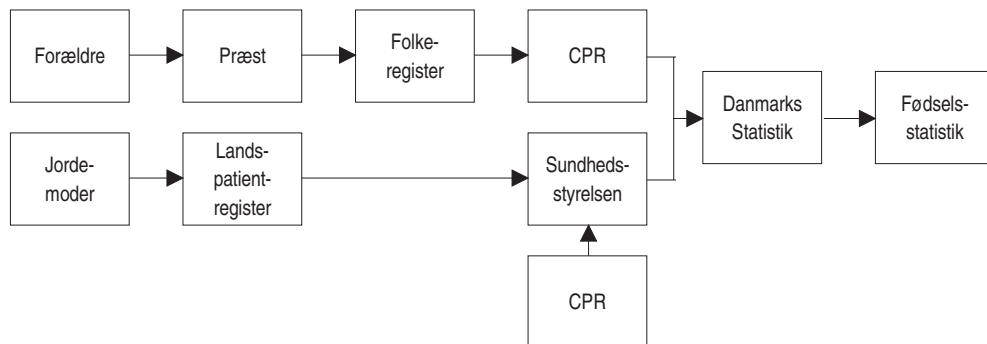 Forældre
Præst
Folke-
register
CPR
Danmarks
Statistik
Fødsels-
statistik
Jorde-
moder
Lands-
patient-
register
Sundheds-
styrelsen
CPR